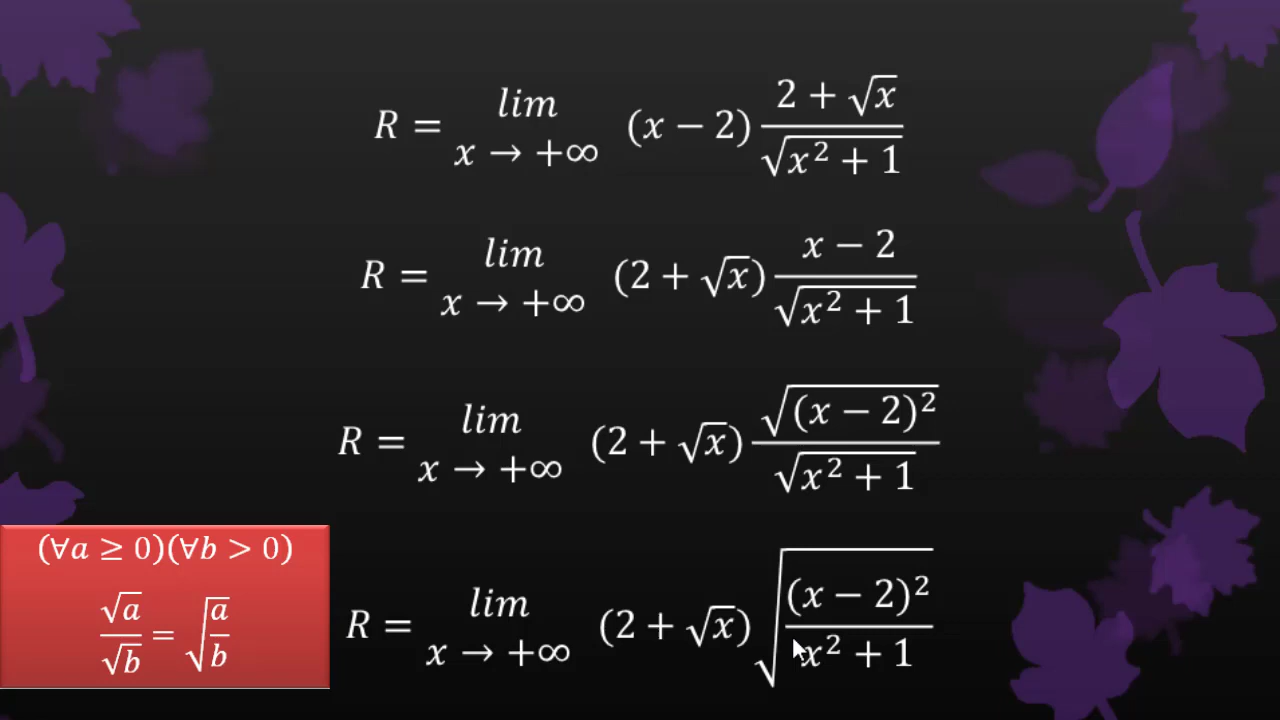 R = lim x → +∞ (x − 2) (2 + √x)/√(x² + 1)
R = lim x → +∞ (2 + √x) (x − 2)/√(x² + 1)
R = lim x → +∞ (2 + √x) √((x − 2)²)/√(x² + 1)
(∀a ≥ 0)(∀b > 0)
√a/√b = √(a/b)
R = lim x → +∞ (2 + √x) √((x − 2)²/(x² + 1))